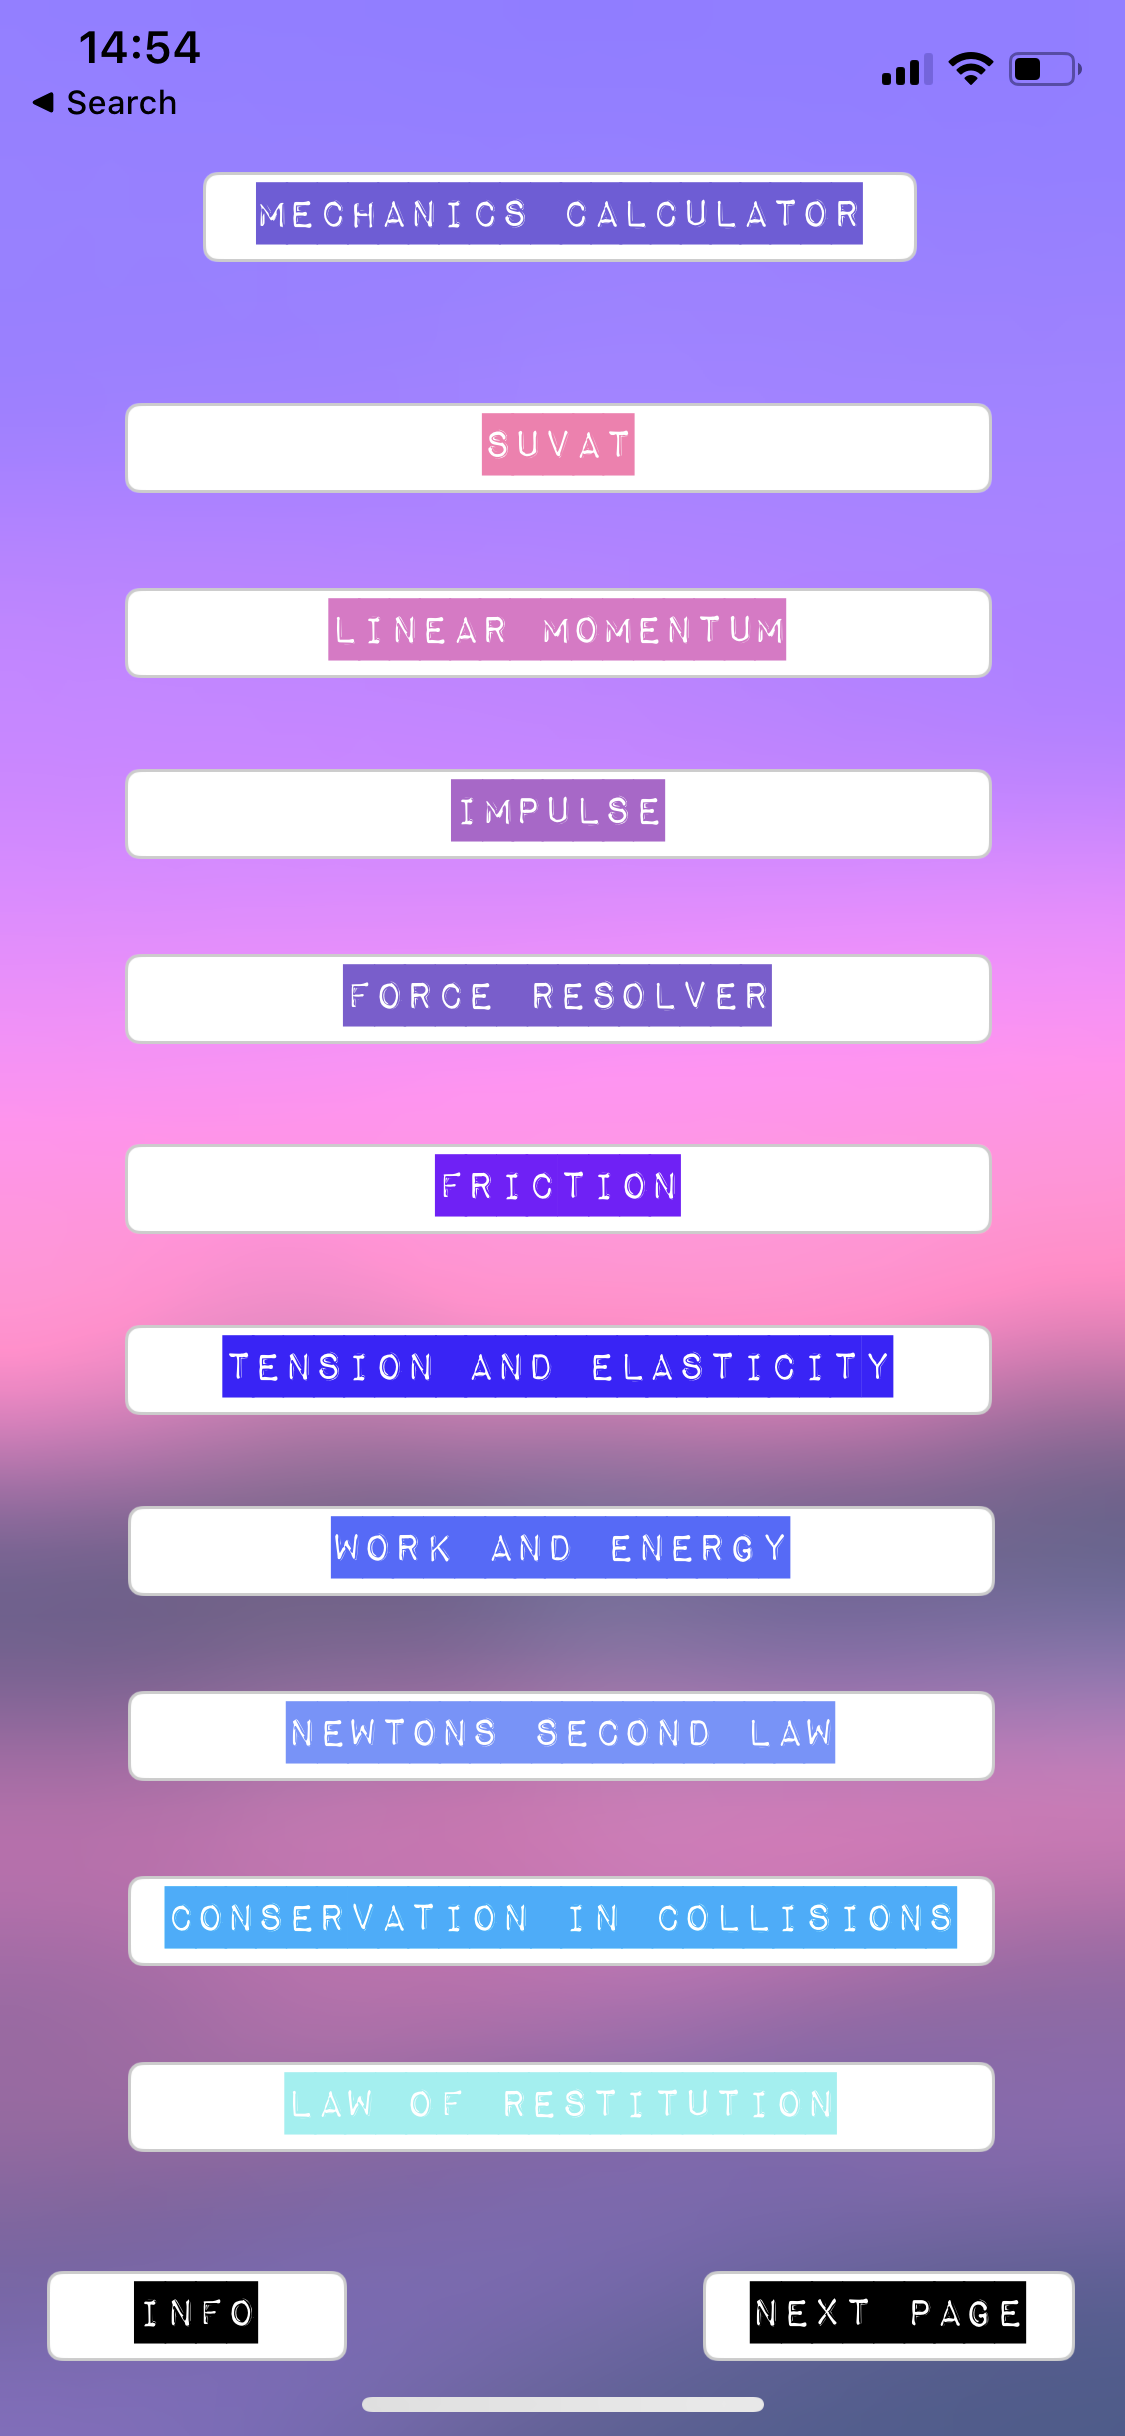 14:54
Search
MECHANICS CALCULATOR
SUVAT
LINEAR MOMENTUM
IMPULSE
FORCE RESOLVER
FRICTION
TENSION AND ELASTICITY
WORK AND ENERGY
NEWTONS SECOND LAW
CONSERVATION IN COLLISIONS
LAW OF RESTITUTION
INFO
NEXT PAGE